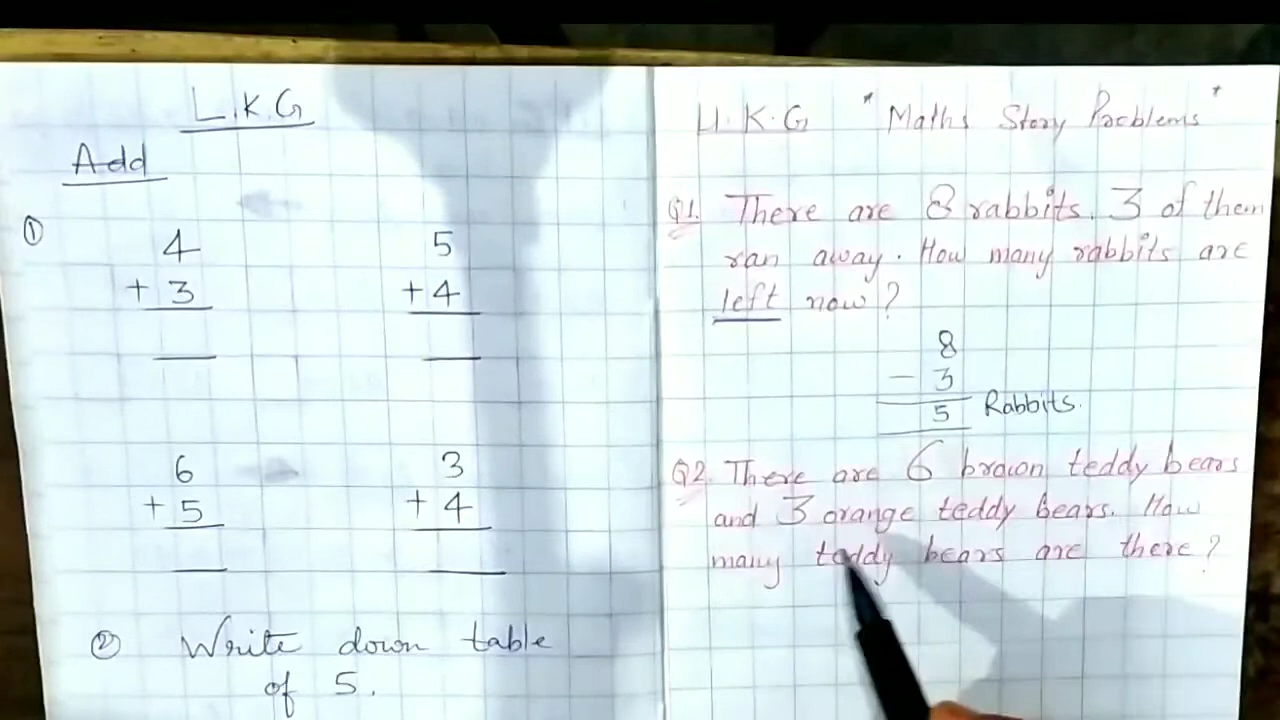 L.K.G
Add
① 4 5
+ 3 + 4
6 3
+ 5 + 4
② Write down table
of 5.
U.K.G "Maths Story Problems"
Q1. There are 8 rabbits. 3 of them
ran away. How many rabbits are
left now?
8
- 3
5 Rabbits.
Q2. There are 6 brown teddy bears
and 3 orange teddy bears. How
many teddy bears are there?